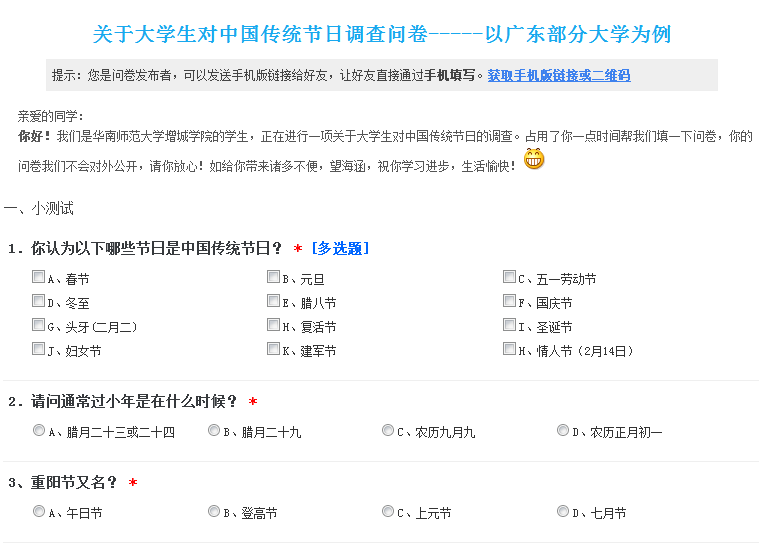 关于大学生对中国传统节日调查问卷-----以广东部分大学为例
提示：您是问卷发布者，可以发送手机版链接给好友，让好友直接通过手机填写。获取手机版链接或二维码
亲爱的同学：
你好！我们是华南师范大学增城学院的学生，正在进行一项关于大学生对中国传统节日的调查。占用了你一点时间帮我们填一下问卷，你的
问卷我们不会对外公开，请你放心！如给你带来诸多不便，望海涵，祝你学习进步，生活愉快！
一、小测试
1．你认为以下哪些节日是中国传统节日？ * [多选题]
A、春节 B、元旦 C、五一劳动节
D、冬至 E、腊八节 F、国庆节
G、头牙(二月二） H、复活节 I、圣诞节
J、妇女节 K、建军节 H、情人节（2月14日）
2．请问通常过小年是在什么时候？ *
A、腊月二十三或二十四 B、腊月二十九 C、农历九月九 D、农历正月初一
3、重阳节又名？ *
A、午日节 B、登高节 C、上元节 D、七月节